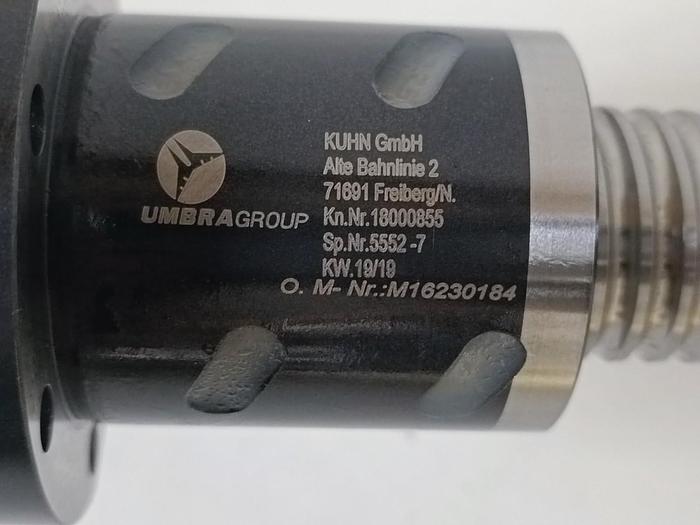 UMBRAGROUP
KUHN GmbH
Alte Bahnlinie 2
71691 Freiberg/N.
Kn.Nr.18000855
Sp.Nr.5552-7
KW.19/19
O. M- Nr.:M16230184